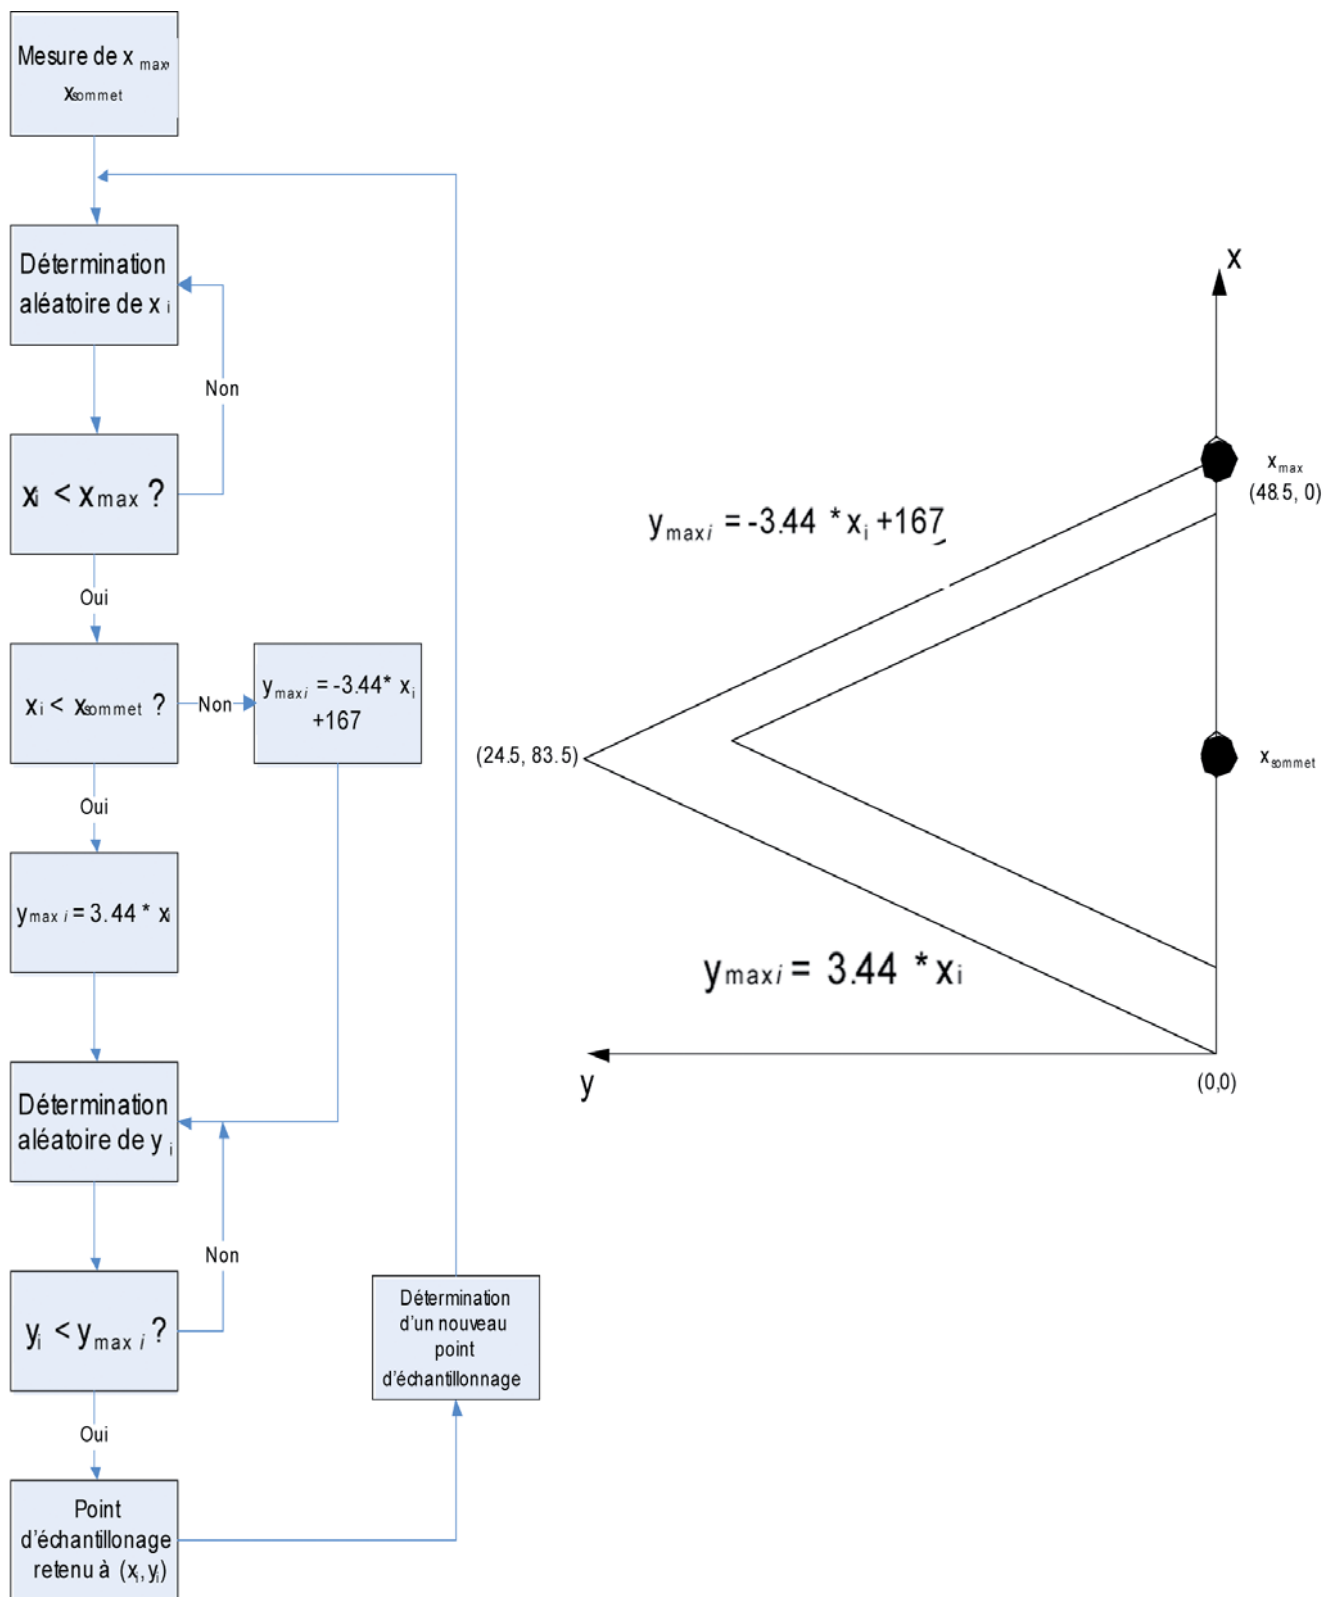 Mesure de x max,
xsommet
Détermination
aléatoire de x i
Non
xi < xmax ?
Oui
xi < xsommet ?
Non
ymaxi = -3.44* xi
+167
Oui
ymax i = 3.44 * xi
Détermination
aléatoire de y i
Non
yi < ymax i ?
Oui
Point
d'échantillonage
retenu à (xi, yi)
Détermination
d'un nouveau
point
d'échantillonnage
x
xmax
(48.5, 0)
ymaxi = -3.44 * xi +167
(24.5, 83.5)
xsommet
ymaxi = 3.44 * xi
y
(0,0)